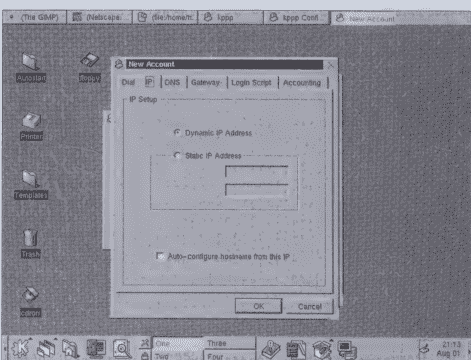 (The GIMP) (Netscape: (file:/home/m: kppp kppp Confi... New Account
Autostart
floppy
Printer
Templates
Trash
cdrom
New Account
Dial IP DNS Gateway Login Script Accounting
IP Setup
Dynamic IP Address
Static IP Address
Auto-configure hostname from this IP
OK Cancel
One Three
Two Four
21:13
Aug 01